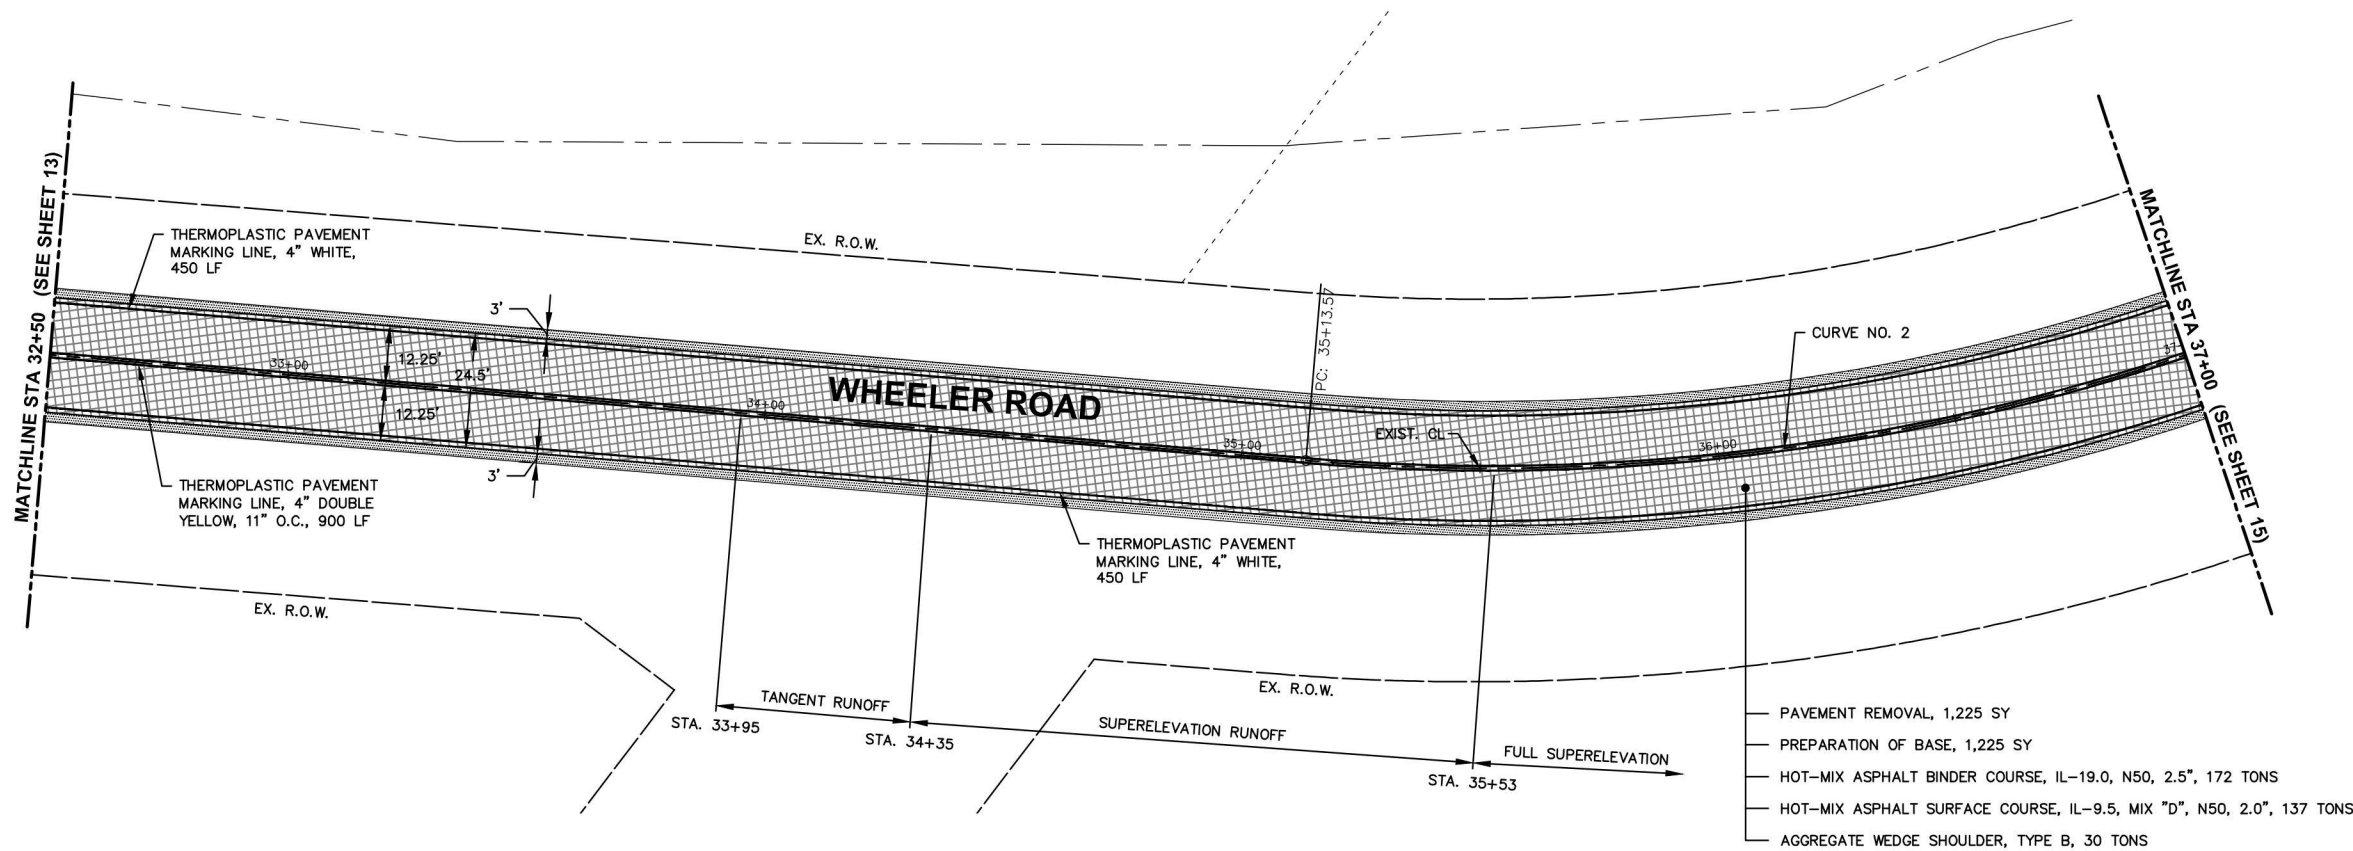 MATCHLINE STA 32+50 (SEE SHEET 13)
THERMOPLASTIC PAVEMENT
MARKING LINE, 4" WHITE,
450 LF
EX. R.O.W.
3'
12.25'
24.5'
12.25'
3'
33+00
34+00
WHEELER ROAD
35+00
PC: 35+13.57
EXIST. CL
36+00
CURVE NO. 2
37
MATCHLINE STA 37+00 (SEE SHEET 15)
THERMOPLASTIC PAVEMENT
MARKING LINE, 4" DOUBLE
YELLOW, 11" O.C., 900 LF
THERMOPLASTIC PAVEMENT
MARKING LINE, 4" WHITE,
450 LF
EX. R.O.W.
EX. R.O.W.
TANGENT RUNOFF
SUPERELEVATION RUNOFF
FULL SUPERELEVATION
STA. 33+95
STA. 34+35
STA. 35+53
PAVEMENT REMOVAL, 1,225 SY
PREPARATION OF BASE, 1,225 SY
HOT-MIX ASPHALT BINDER COURSE, IL-19.0, N50, 2.5", 172 TONS
HOT-MIX ASPHALT SURFACE COURSE, IL-9.5, MIX "D", N50, 2.0", 137 TONS
AGGREGATE WEDGE SHOULDER, TYPE B, 30 TONS